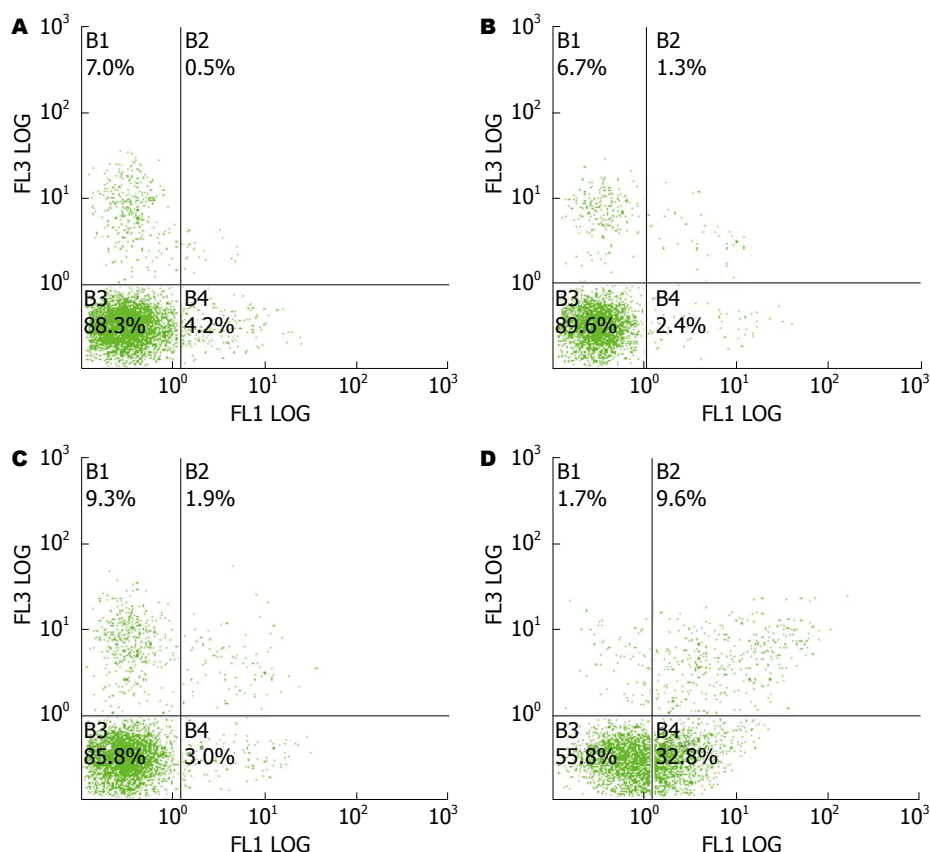 A
10³
10²
10¹
10⁰
FL3 LOG
B1
7.0%
B2
0.5%
B3
88.3%
B4
4.2%
10⁰ 10¹ 10² 10³
FL1 LOG
B
10³
10²
10¹
10⁰
FL3 LOG
B1
6.7%
B2
1.3%
B3
89.6%
B4
2.4%
10⁰ 10¹ 10² 10³
FL1 LOG
C
10³
10²
10¹
10⁰
FL3 LOG
B1
9.3%
B2
1.9%
B3
85.8%
B4
3.0%
10⁰ 10¹ 10² 10³
FL1 LOG
D
10³
10²
10¹
10⁰
FL3 LOG
B1
1.7%
B2
9.6%
B3
55.8%
B4
32.8%
10⁰ 10¹ 10² 10³
FL1 LOG